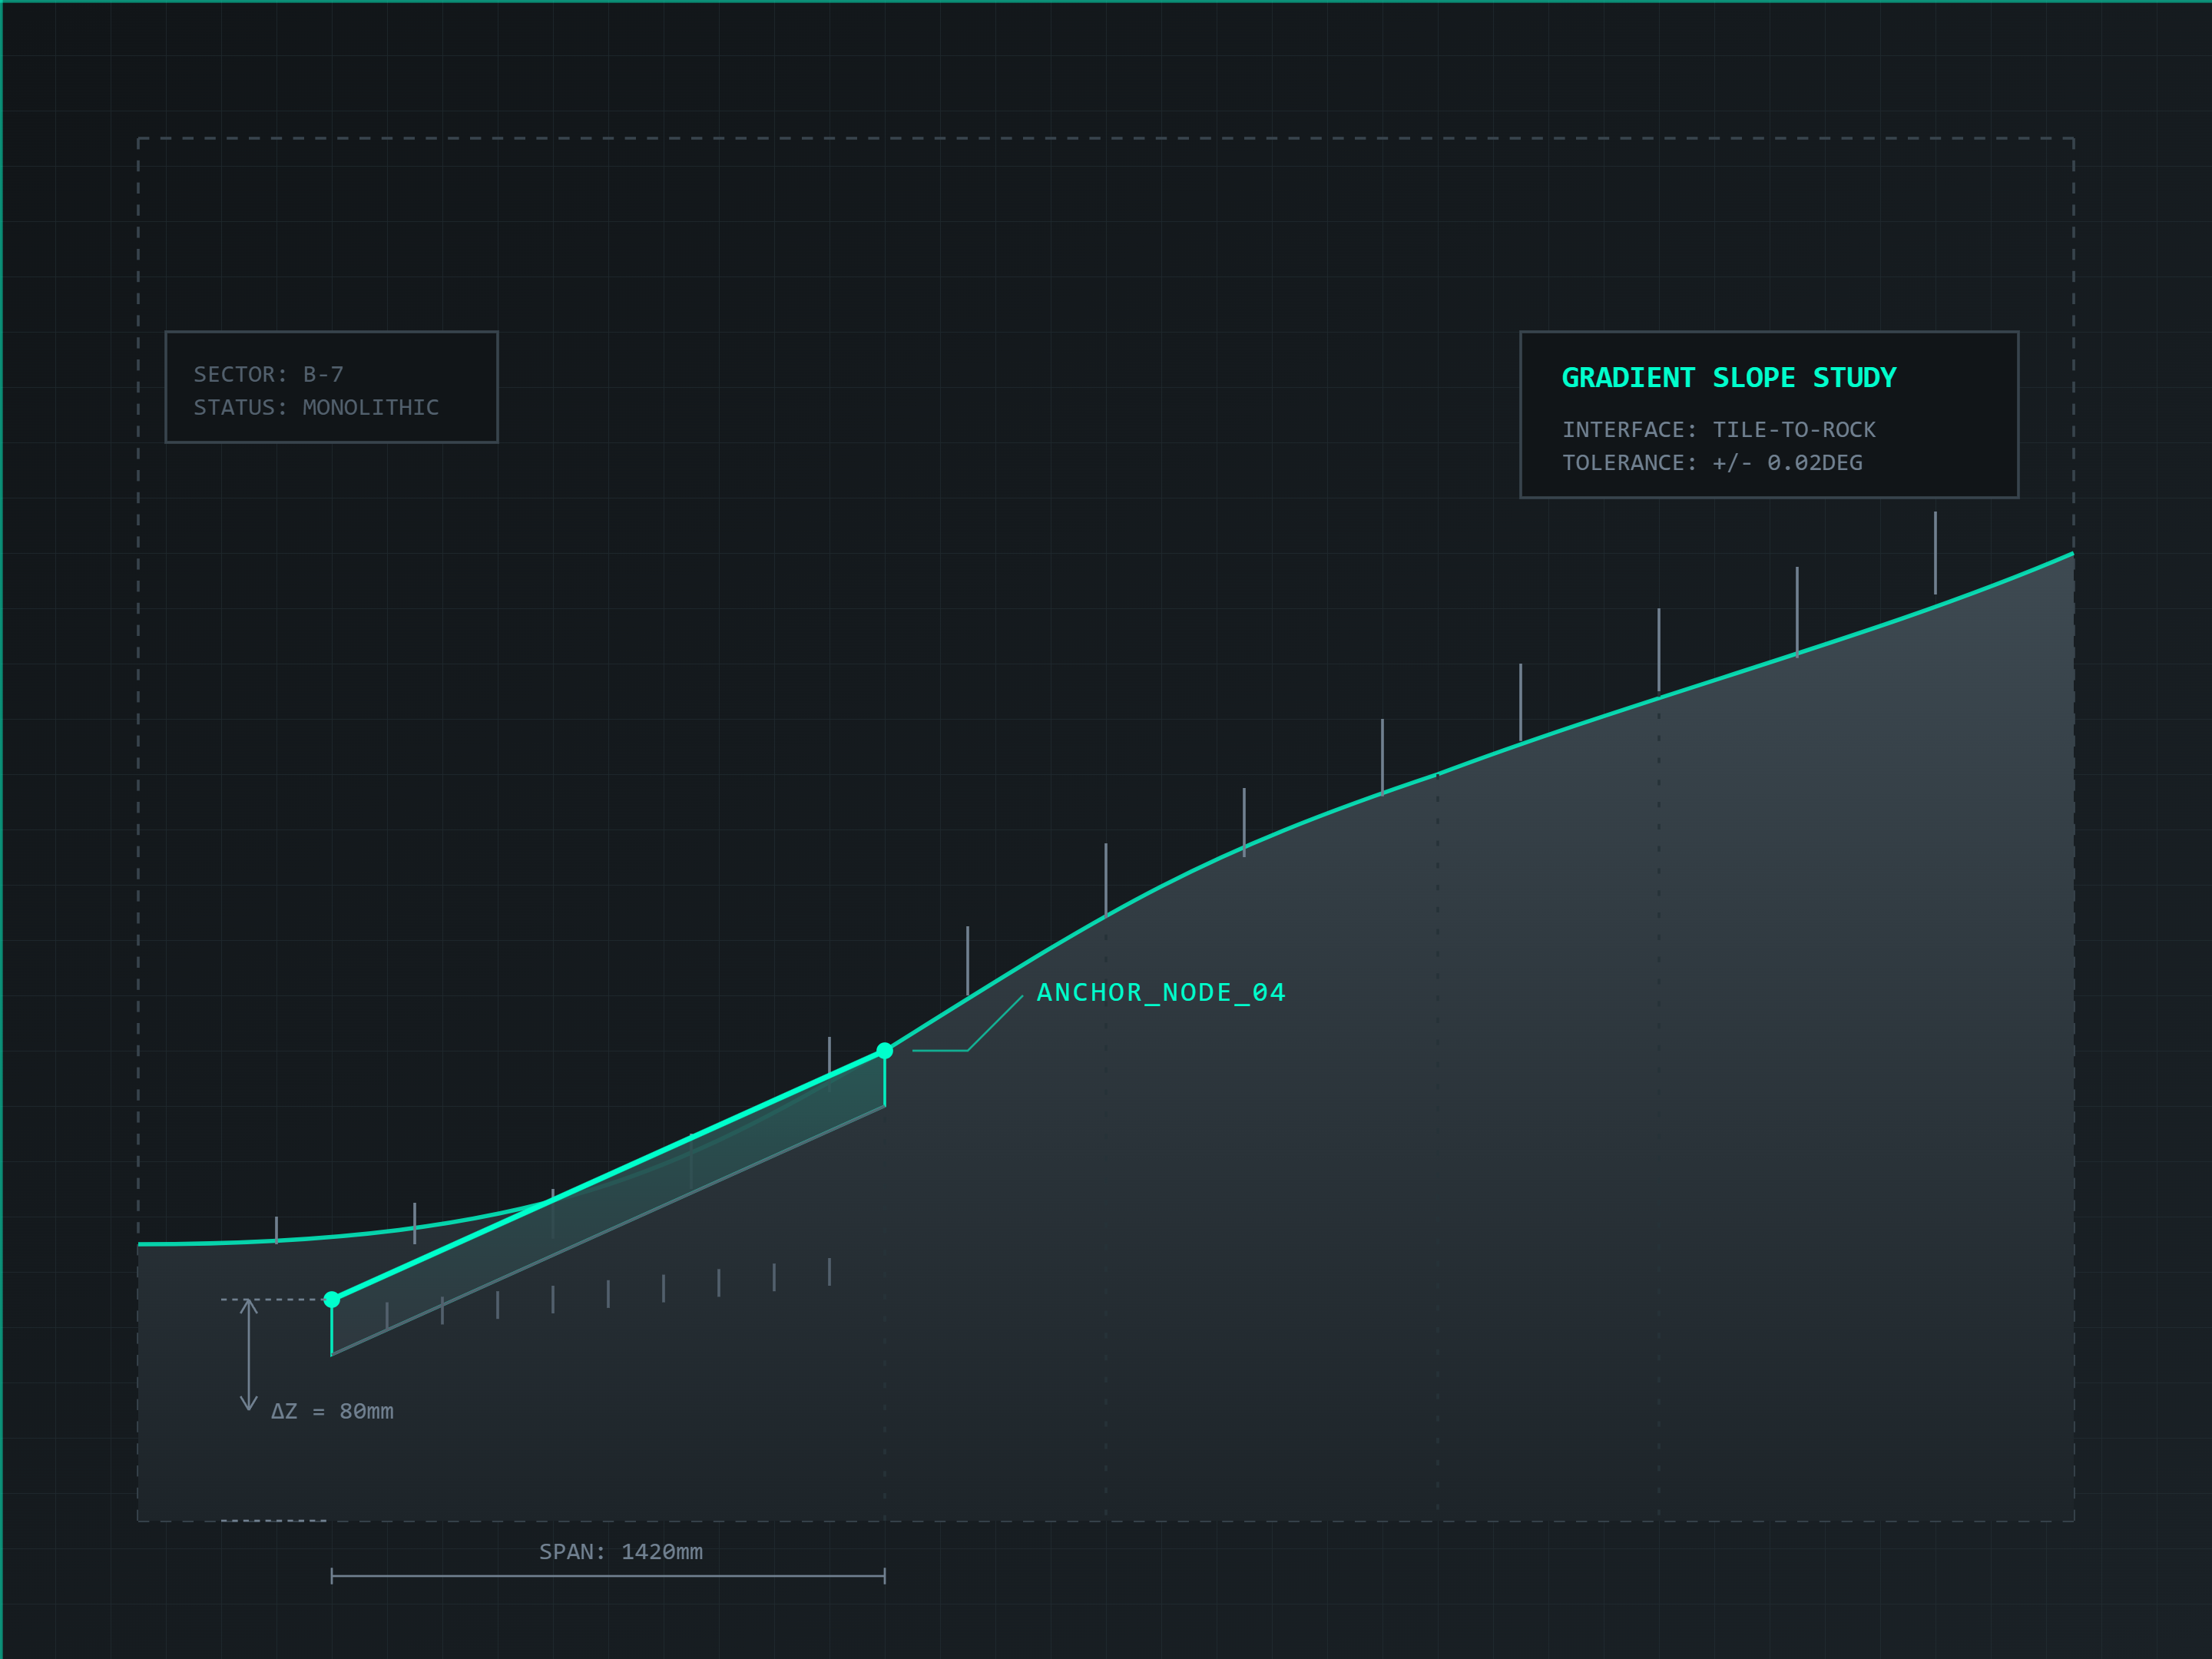 SECTOR: B-7
STATUS: MONOLITHIC
GRADIENT SLOPE STUDY
INTERFACE: TILE-TO-ROCK
TOLERANCE: +/- 0.02DEG
ANCHOR_NODE_04
ΔZ = 80mm
SPAN: 1420mm